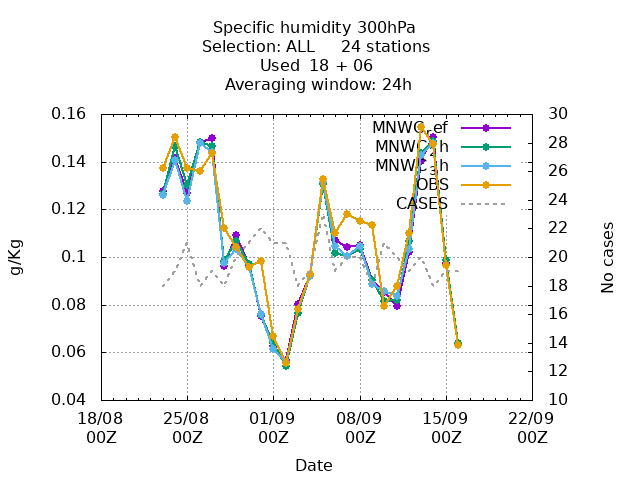 Specific humidity 300hPa
Selection: ALL     24 stations
Used  18 + 06
Averaging window: 24h
0.16
0.14
0.12
0.1
0.08
0.06
0.04
30
28
26
24
22
20
18
16
14
12
10
OBS
CASES
18/08 25/08 01/09 08/09 15/09 22/09
00Z 00Z 00Z 00Z 00Z 00Z
Date
g/Kg
No cases